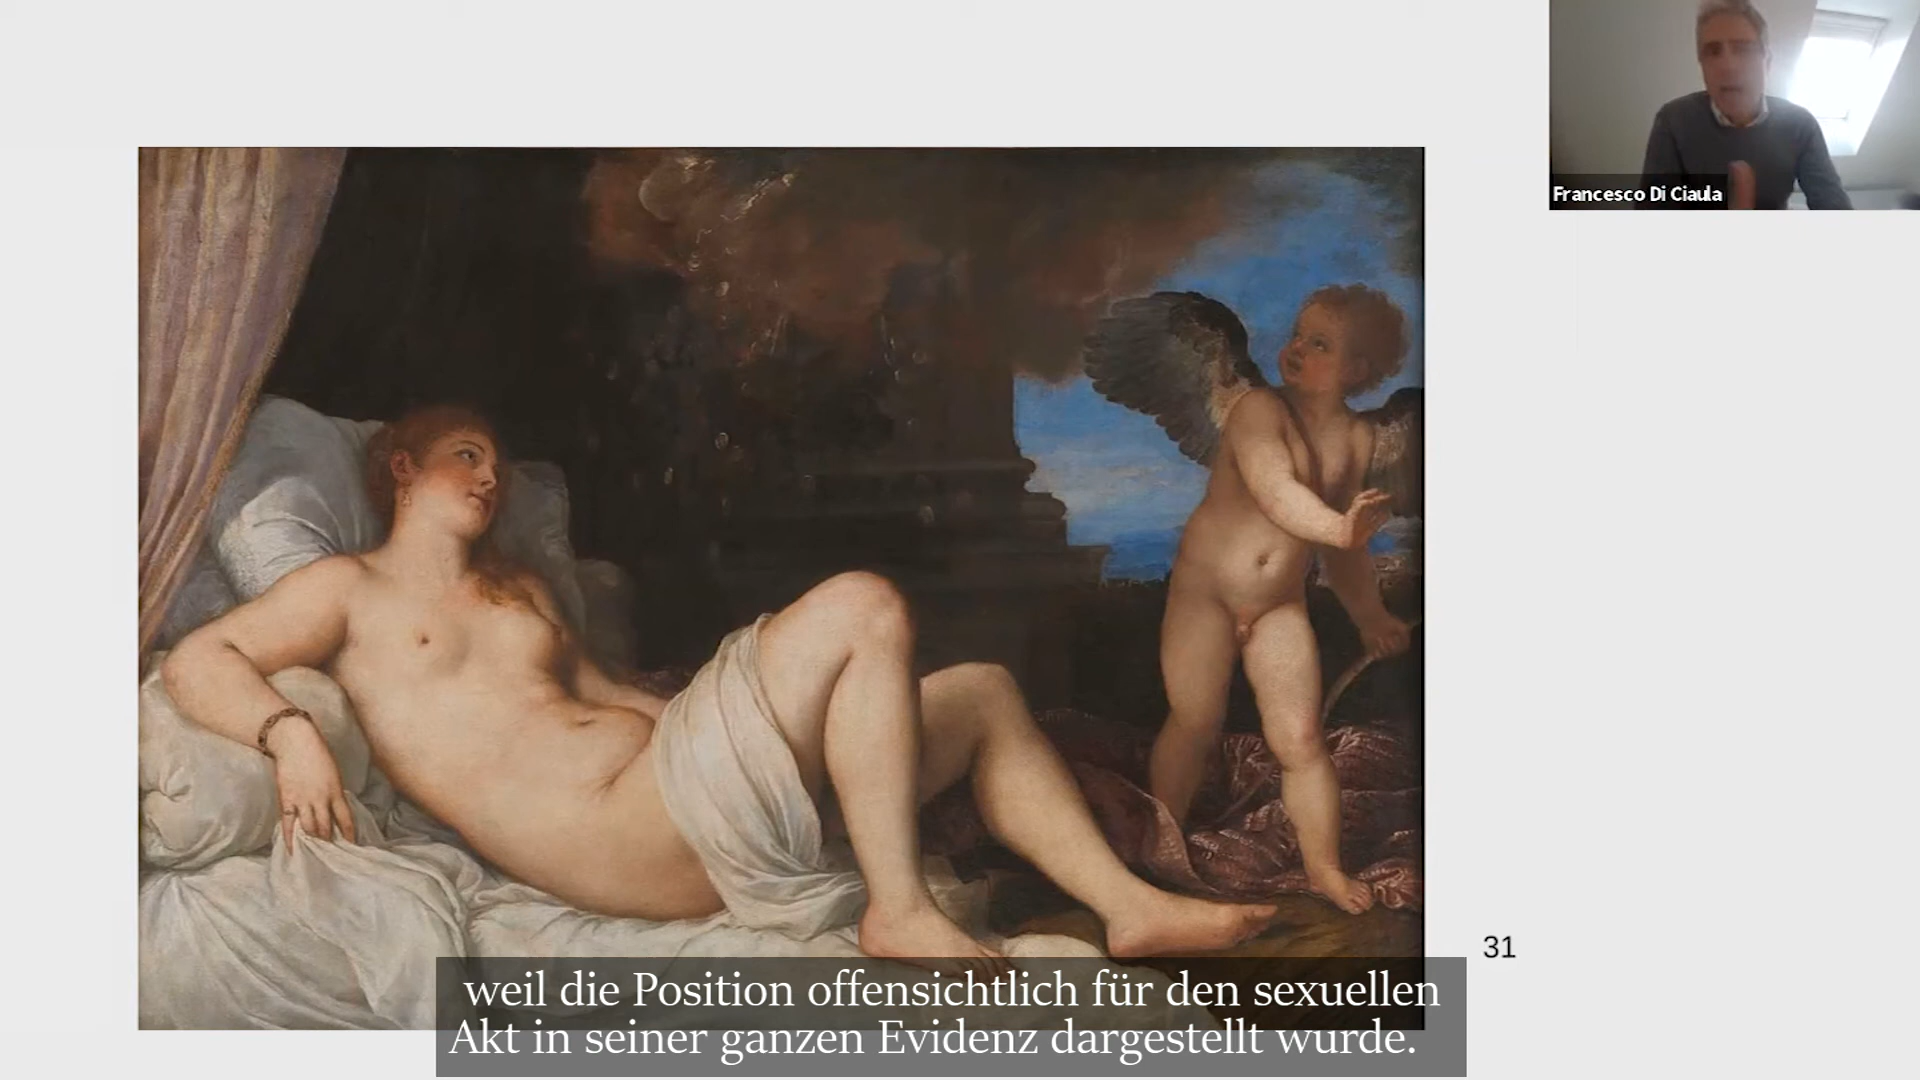 Francesco Di Ciaula
31
weil die Position offensichtlich für den sexuellen
Akt in seiner ganzen Evidenz dargestellt wurde.